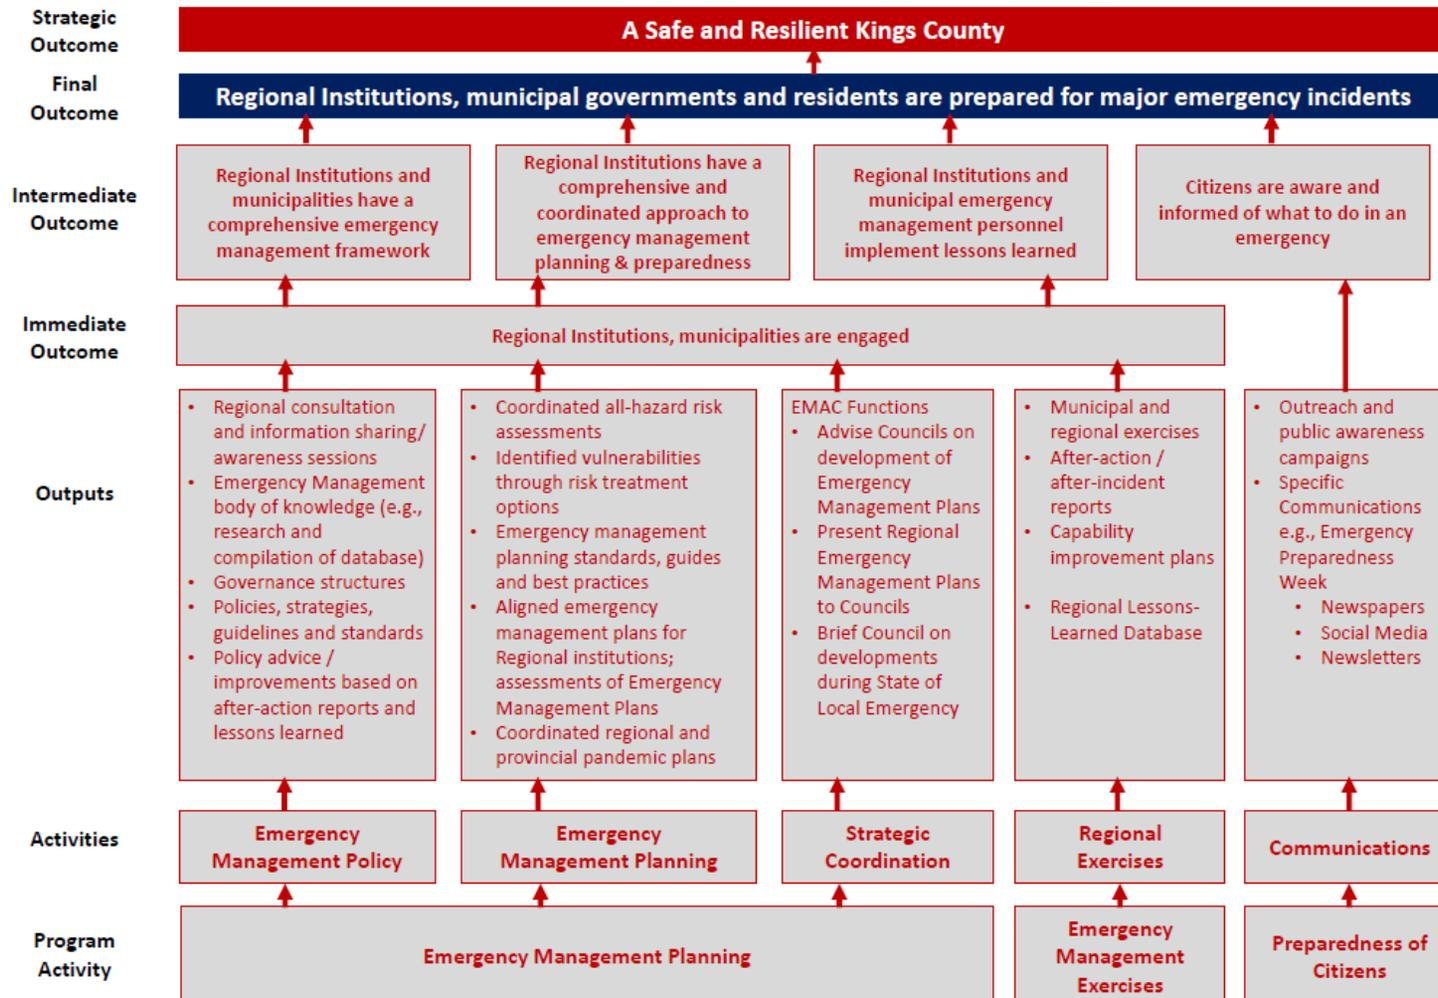 Strategic
Outcome
A Safe and Resilient Kings County
Final
Outcome
Regional Institutions, municipal governments and residents are prepared for major emergency incidents
Intermediate
Outcome
Regional Institutions and
municipalities have a
comprehensive emergency
management framework
Regional Institutions have a
comprehensive and
coordinated approach to
emergency management
planning & preparedness
Regional Institutions and
municipal emergency
management personnel
implement lessons learned
Citizens are aware and
informed of what to do in an
emergency
Immediate
Outcome
Regional Institutions, municipalities are engaged
Outputs
• Regional consultation
and information sharing/
awareness sessions
• Emergency Management
body of knowledge (e.g.,
research and
compilation of database)
• Governance structures
• Policies, strategies,
guidelines and standards
• Policy advice /
improvements based on
after-action reports and
lessons learned
• Coordinated all-hazard risk
assessments
• Identified vulnerabilities
through risk treatment
options
• Emergency management
planning standards, guides
and best practices
• Aligned emergency
management plans for
Regional institutions;
assessments of Emergency
Management Plans
• Coordinated regional and
provincial pandemic plans
EMAC Functions
• Advise Councils on
development of
Emergency
Management Plans
• Present Regional
Emergency
Management Plans
to Councils
• Brief Council on
developments
during State of
Local Emergency
• Municipal and
regional exercises
• After-action /
after-incident
reports
• Capability
improvement plans
• Regional Lessons-
Learned Database
• Outreach and
public awareness
campaigns
• Specific
Communications
e.g., Emergency
Preparedness
Week
• Newspapers
• Social Media
• Newsletters
Activities
Emergency
Management Policy
Emergency
Management Planning
Strategic
Coordination
Regional
Exercises
Communications
Program
Activity
Emergency Management Planning
Emergency
Management
Exercises
Preparedness of
Citizens